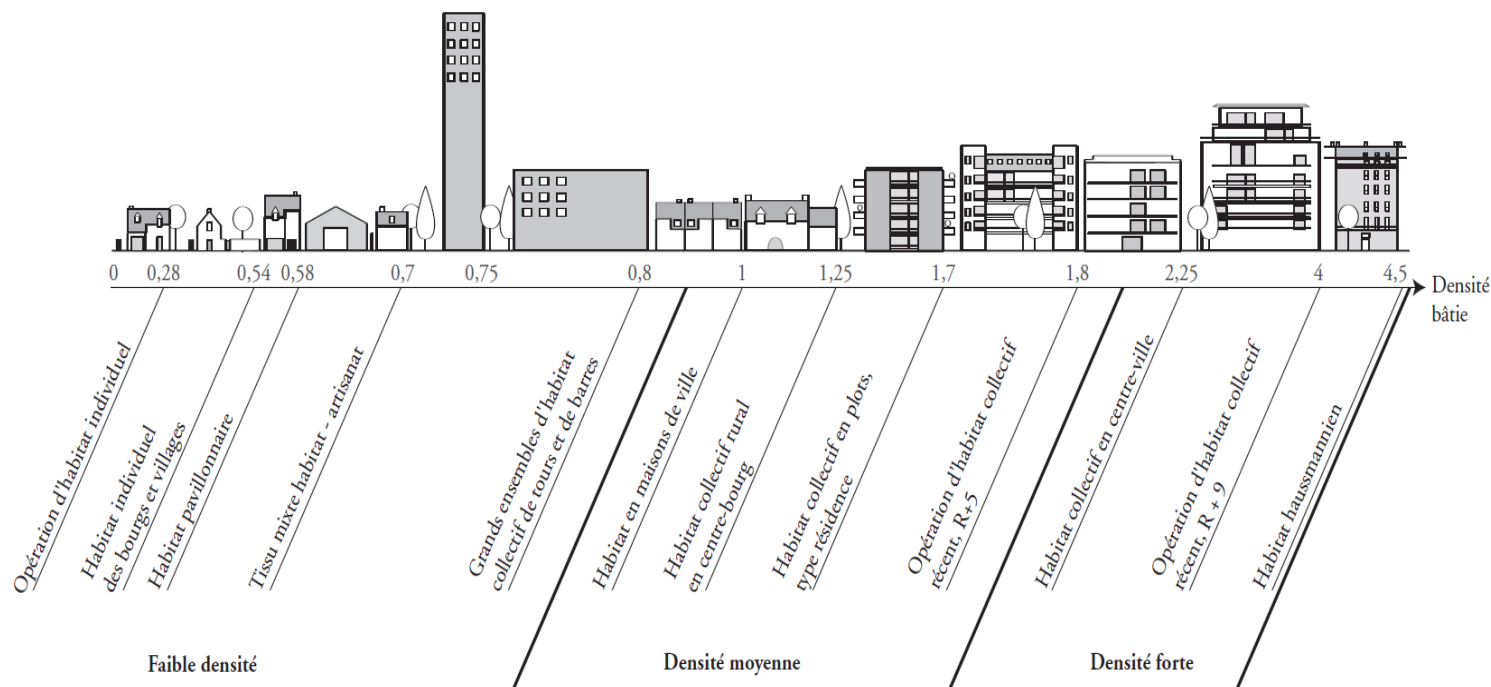 0
0,28
0,54
0,58
0,7
0,75
0,8
1
1,25
1,7
1,8
2,25
4
4,5
Densité
bâtie
Opération d'habitat individuel
Habitat individuel
des bourgs et villages
Habitat pavillonnaire
Tissu mixte habitat - artisanat
Grands ensembles d'habitat
collectif de tours et de barres
Habitat en maisons de ville
Habitat collectif rural
en centre-bourg
Habitat collectif en plots,
type résidence
Opération d'habitat collectif
récent, R+5
Habitat collectif en centre-ville
Opération d'habitat collectif
récent, R + 9
Habitat haussmannien
Faible densité
Densité moyenne
Densité forte